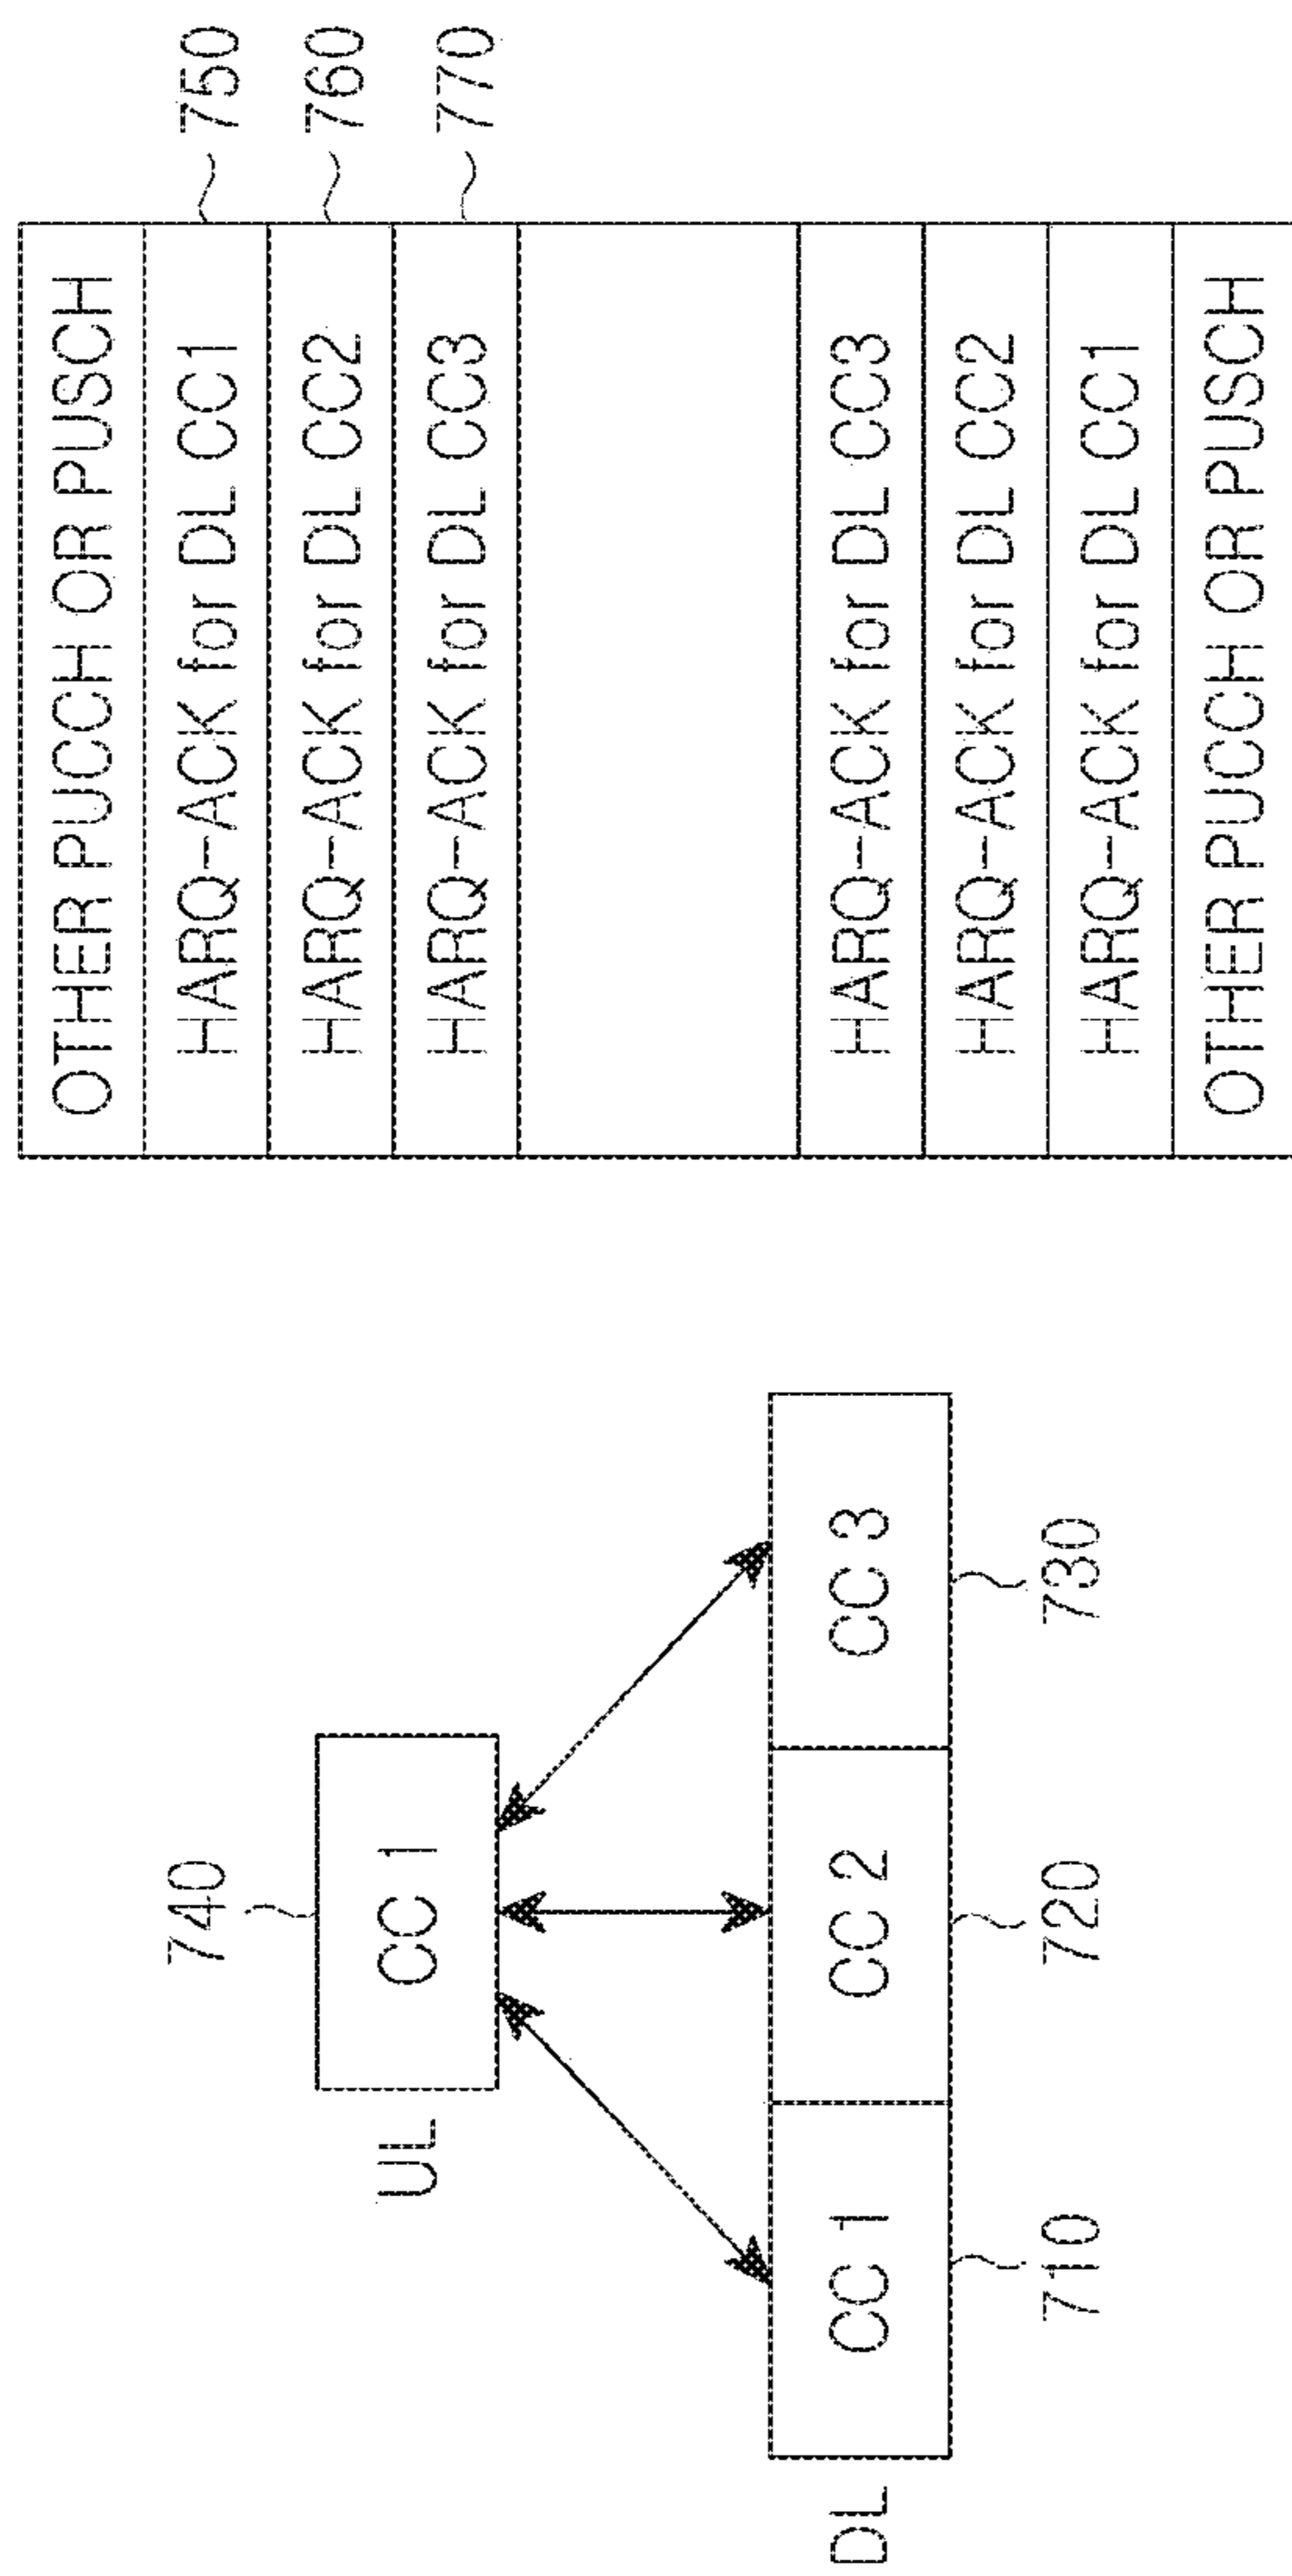 740
UL
CC 1
DL
CC 1
CC 2
CC 3
710
720
730
OTHER PUCCH OR PUSCH
HARQ-ACK for DL CC1
750
HARQ-ACK for DL CC2
760
HARQ-ACK for DL CC3
770
HARQ-ACK for DL CC3
HARQ-ACK for DL CC2
HARQ-ACK for DL CC1
OTHER PUCCH OR PUSCH